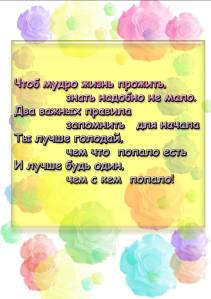 Чтоб мудро жизнь прожить,
знать надобно не мало.
Два важных правила
запомнить для начала
Ты лучше голодай,
чем что попало есть
И лучше будь один,
чем с кем попало!